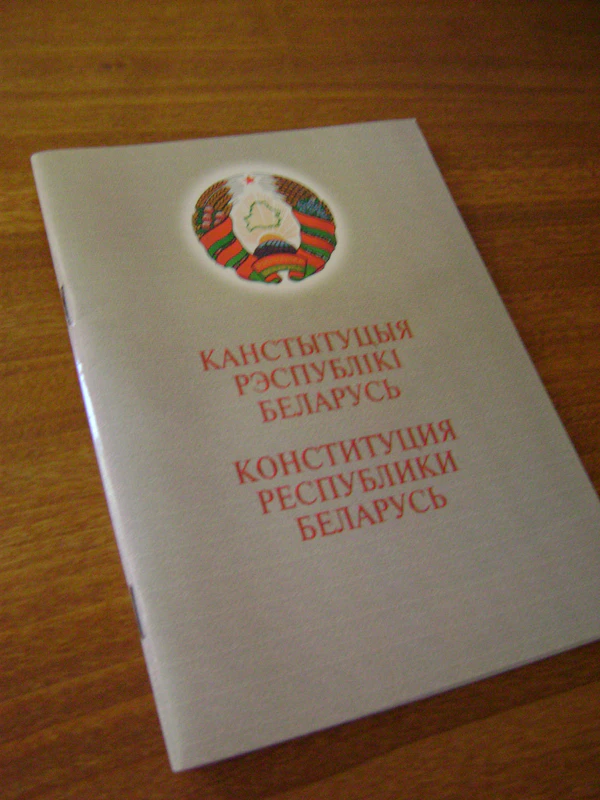 КАНСТЫТУЦЫЯ
РЭСПУБЛІКІ
БЕЛАРУСЬ
КОНСТИТУЦИЯ
РЕСПУБЛИКИ
БЕЛАРУСЬ